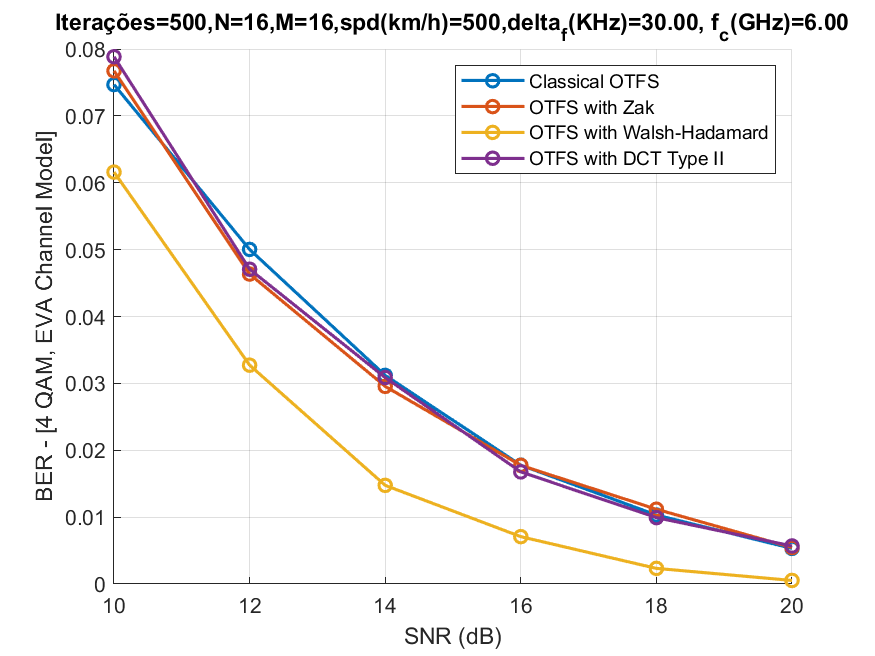 Iterações=500,N=16,M=16,spd(km/h)=500,delta_f(KHz)=30.00, f_c(GHz)=6.00
0.08
0.07
0.06
0.05
0.04
0.03
0.02
0.01
0
BER - [4 QAM, EVA Channel Model]
Classical OTFS
OTFS with Zak
OTFS with Walsh-Hadamard
OTFS with DCT Type II
10 12 14 16 18 20
SNR (dB)